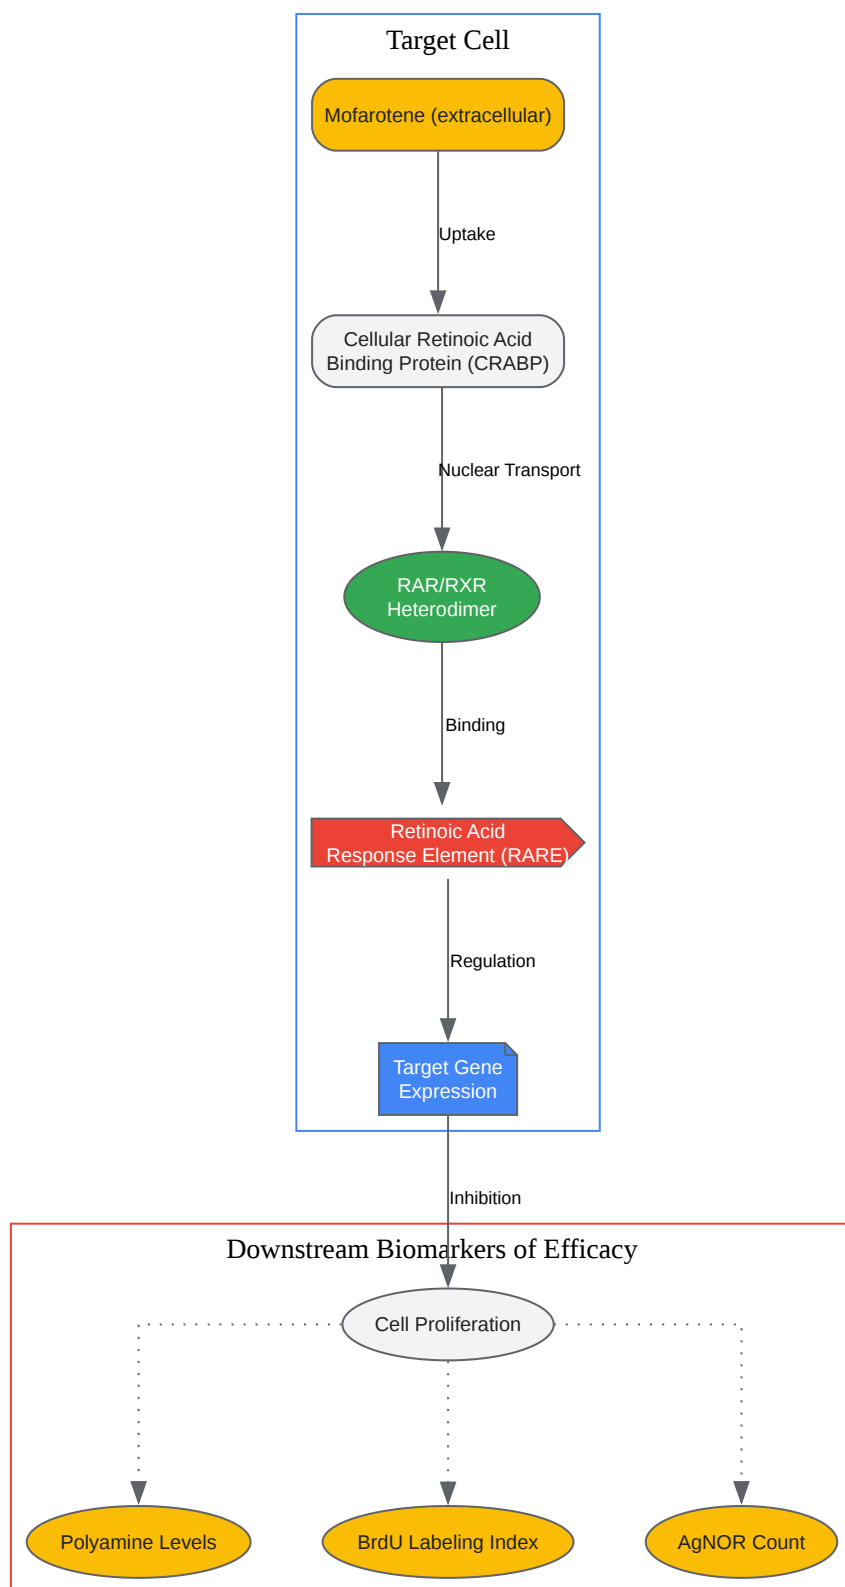 Target Cell
Mofarotene (extracellular)
Uptake
Cellular Retinoic Acid
Binding Protein (CRABP)
Nuclear Transport
RAR/RXR
Heterodimer
Binding
Retinoic Acid
Response Element (RARE)
Regulation
Target Gene
Expression
Inhibition
Downstream Biomarkers of Efficacy
Cell Proliferation
Polyamine Levels
BrdU Labeling Index
AgNOR Count